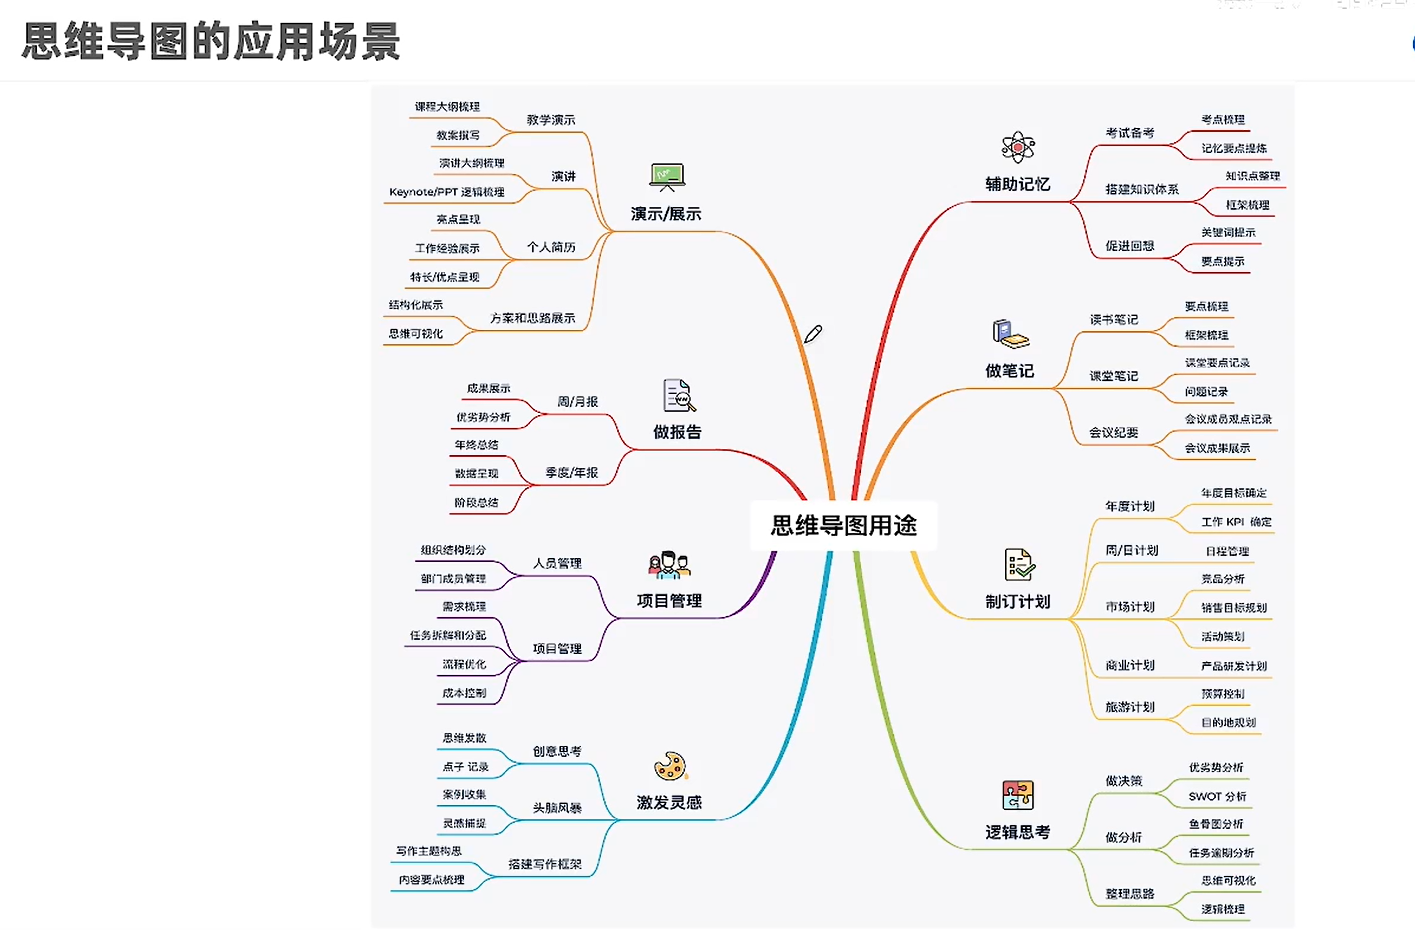 思维导图的应用场景
课程大纲梳理
教案撰写
教学演示
演讲大纲梳理
Keynote/PPT 逻辑梳理
演讲
亮点呈现
工作经验展示
特长/优点呈现
个人简历
结构化展示
思维可视化
方案和思路展示
演示/展示
成果展示
优劣势分析
周/月报
年终总结
数据呈现
阶段总结
季度/年报
做报告
组织结构划分
部门成员管理
人员管理
需求梳理
任务拆解和分配
流程优化
成本控制
项目管理
项目管理
思维发散
点子 记录
创意思考
案例收集
灵感捕捉
头脑风暴
写作主题构思
内容要点梳理
搭建写作框架
激发灵感
思维导图用途
辅助记忆
考试备考
考点梳理
记忆要点提炼
搭建知识体系
知识点整理
框架梳理
促进回想
关键词提示
要点提示
做笔记
读书笔记
要点梳理
框架梳理
课堂笔记
课堂要点记录
问题记录
会议纪要
会议成员观点记录
会议成果展示
制订计划
年度计划
年度目标确定
工作 KPI 确定
周/日计划
日程管理
市场计划
竞品分析
销售目标规划
活动策划
商业计划
产品研发计划
旅游计划
预算控制
目的地规划
逻辑思考
做决策
优劣势分析
SWOT 分析
做分析
鱼骨图分析
任务逾期分析
整理思路
思维可视化
逻辑梳理